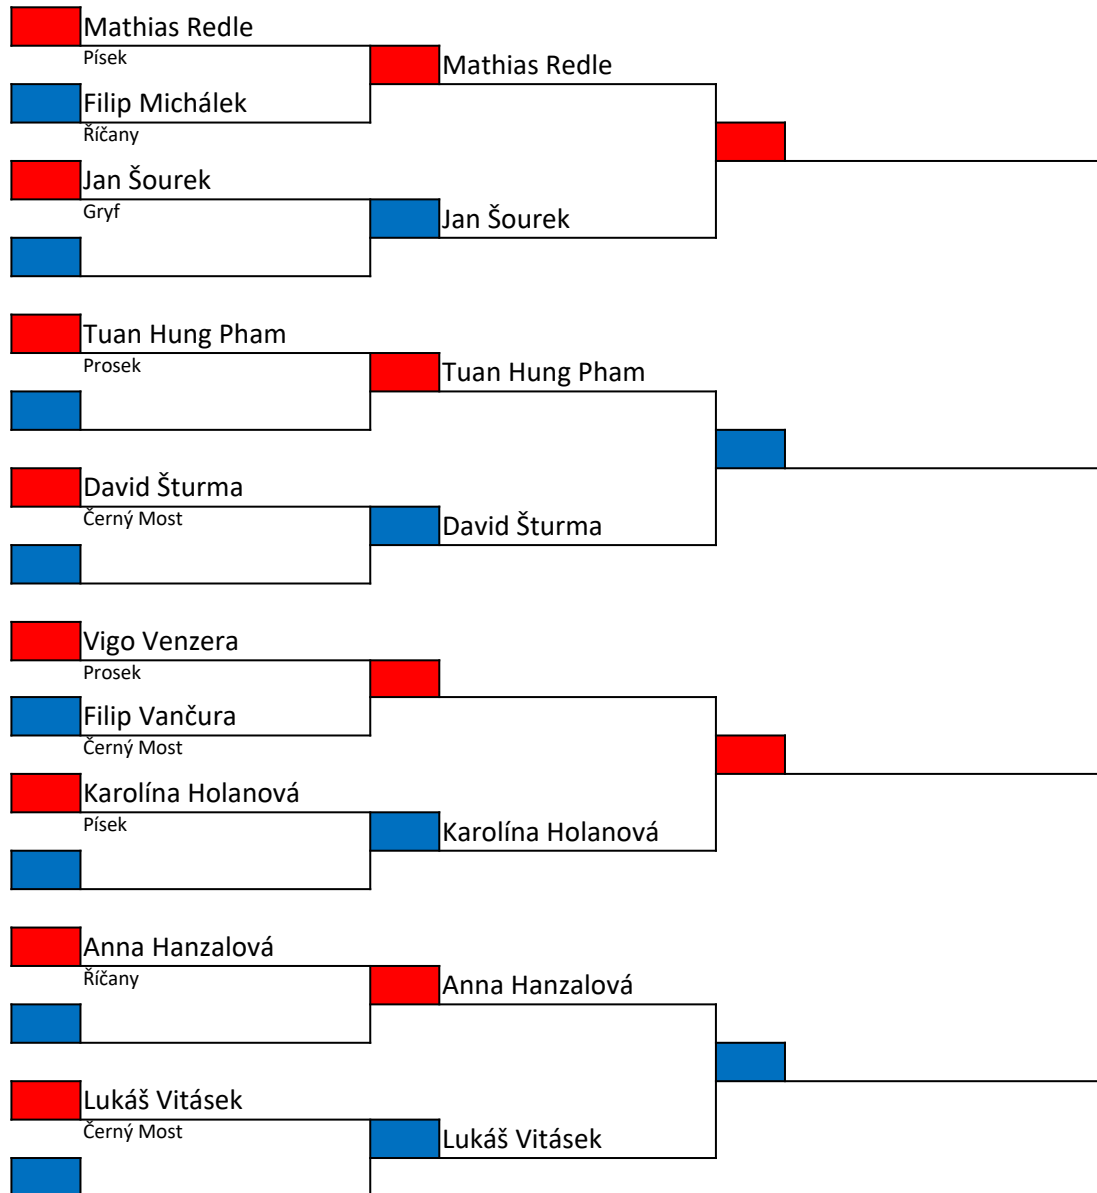 Mathias Redle
Písek
Mathias Redle
Filip Michálek
Říčany
Jan Šourek
Gryf
Jan Šourek
Tuan Hung Pham
Prosek
Tuan Hung Pham
David Šturma
Černý Most
David Šturma
Vigo Venzera
Prosek
Filip Vančura
Černý Most
Karolína Holanová
Písek
Karolína Holanová
Anna Hanzalová
Říčany
Anna Hanzalová
Lukáš Vitásek
Černý Most
Lukáš Vitásek